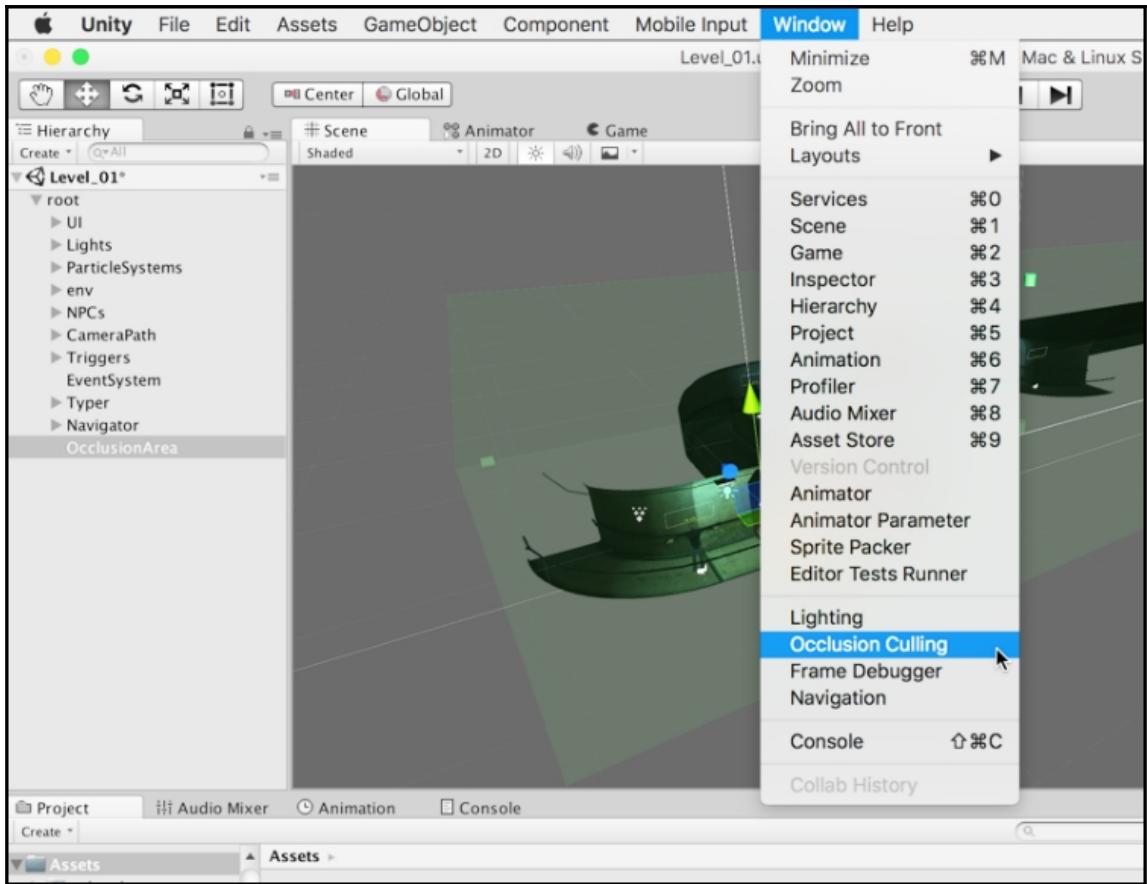 Unity File Edit Assets GameObject Component Mobile Input Window Help
Level_01.u Mac & Linux S
Center Global
Hierarchy
Create All
Level_01*
root
UI
Lights
ParticleSystems
env
NPCs
CameraPath
Triggers
EventSystem
Typer
Navigator
OcclusionArea
Scene Animator Game
Shaded 2D
Minimize ⌘M
Zoom
Bring All to Front
Layouts
Services ⌘0
Scene ⌘1
Game ⌘2
Inspector ⌘3
Hierarchy ⌘4
Project ⌘5
Animation ⌘6
Profiler ⌘7
Audio Mixer ⌘8
Asset Store ⌘9
Version Control
Animator
Animator Parameter
Sprite Packer
Editor Tests Runner
Lighting
Occlusion Culling
Frame Debugger
Navigation
Console ⇧⌘C
Collab History
Project Audio Mixer Animation Console
Create
Assets Assets